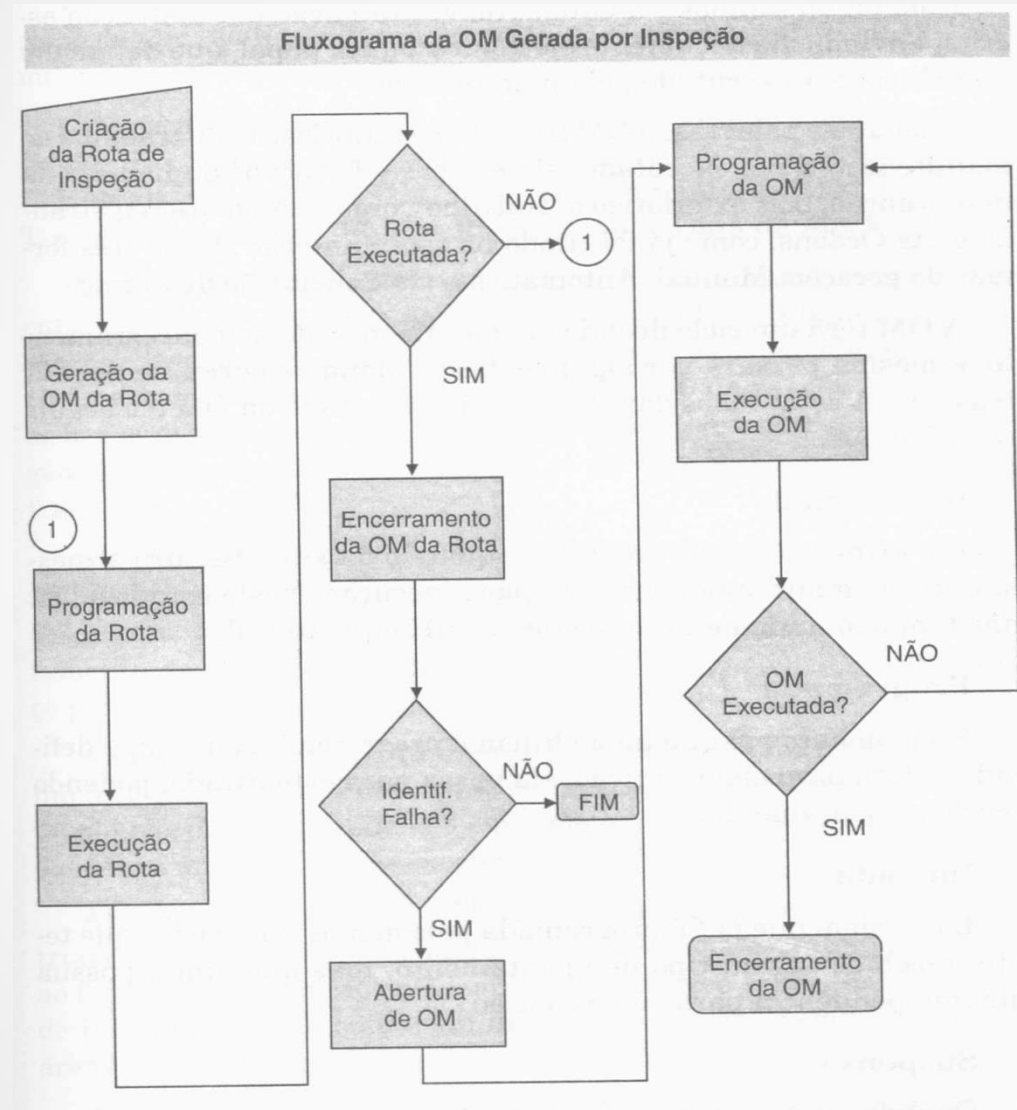 Fluxograma da OM Gerada por Inspeção
Criação
da Rota de
Inspeção
Geração da
OM da Rota
1
Programação
da Rota
Execução
da Rota
Rota
Executada?
NÃO
1
SIM
Encerramento
da OM da Rota
Identif.
Falha?
NÃO
FIM
SIM
Abertura
de OM
Programação
da OM
Execução
da OM
OM
Executada?
NÃO
SIM
Encerramento
da OM